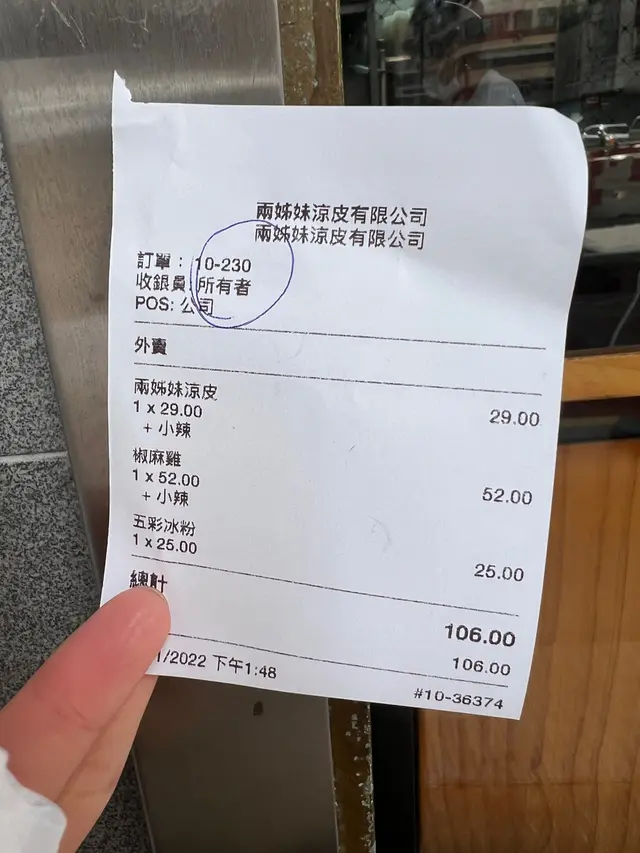 兩姊妹涼皮有限公司
兩姊妹涼皮有限公司
訂單： 10-230
收銀員: 所有者
POS: 公司
外賣
兩姊妹涼皮
1 x 29.00 29.00
+ 小辣
椒麻雞
1 x 52.00 52.00
+ 小辣
五彩冰粉
1 x 25.00 25.00
總計 106.00
106.00
1/2022 下午1:48 #10-36374